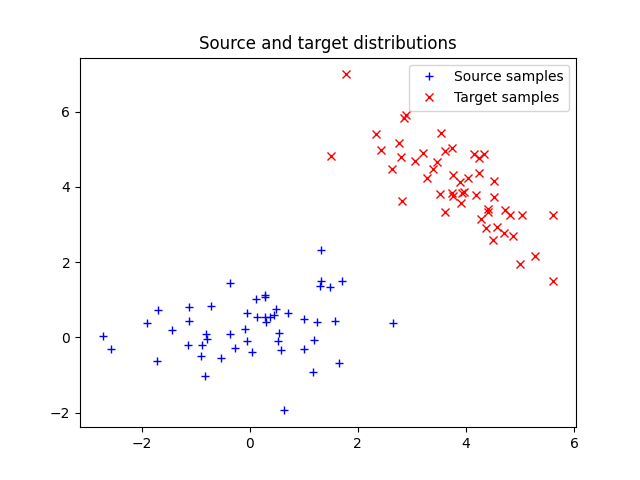 Source and target distributions
Source samples
Target samples
6
4
2
0
−2
−2 0 2 4 6